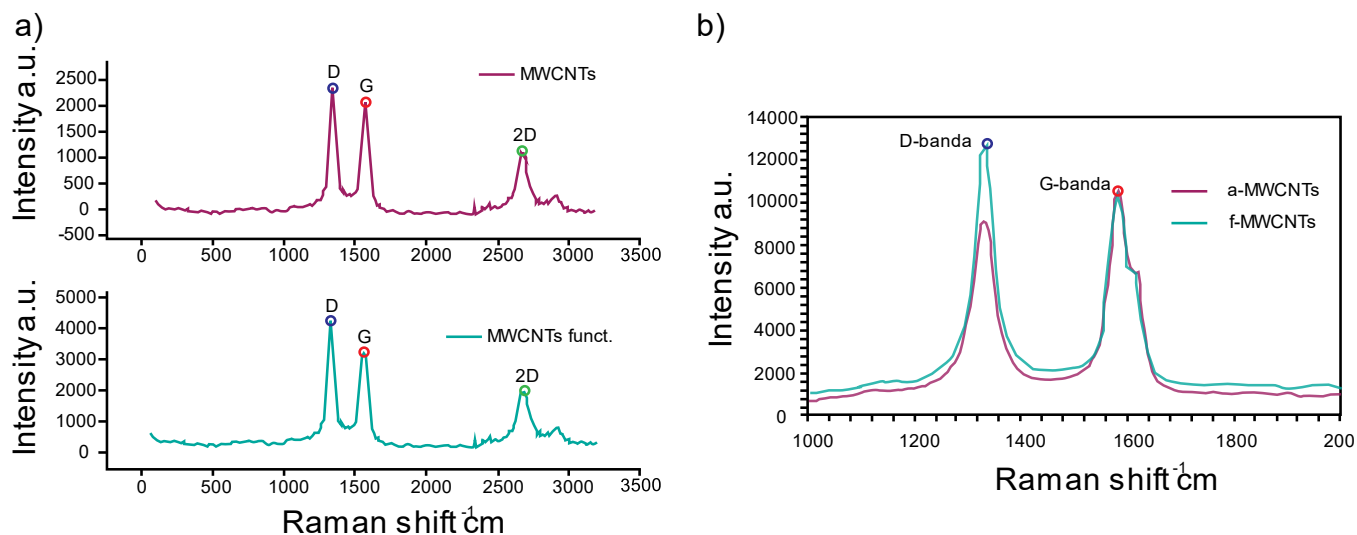 a)
Intensity a.u.
2500
2000
1500
1000
500
0
-500
D
G
2D
MWCNTs
0 500 1000 1500 2000 2500 3000 3500
Intensity a.u.
5000
4000
3000
2000
1000
0
D
G
2D
MWCNTs funct.
0 500 1000 1500 2000 2500 3000 3500
Raman shift cm-1
b)
Intensity a.u.
14000
12000
10000
8000
6000
4000
2000
0
D-banda
G-banda
a-MWCNTs
f-MWCNTs
1000 1200 1400 1600 1800 200
Raman shift cm-1